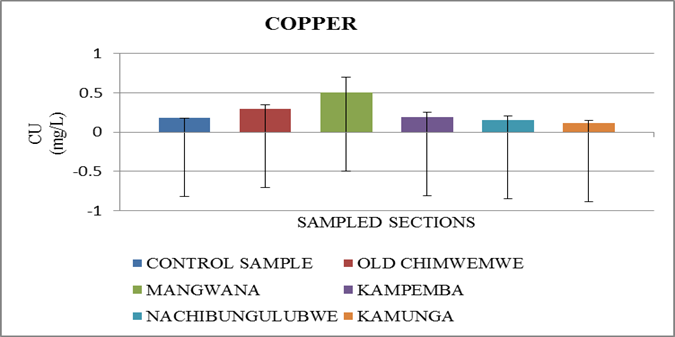 COPPER
1
0.5
0
-0.5
-1
CU
(mg/L)
SAMPLED SECTIONS
CONTROL SAMPLE
OLD CHIMWEMWE
MANGWANA
KAMPEMBA
NACHIBUNGULUBWE
KAMUNGA